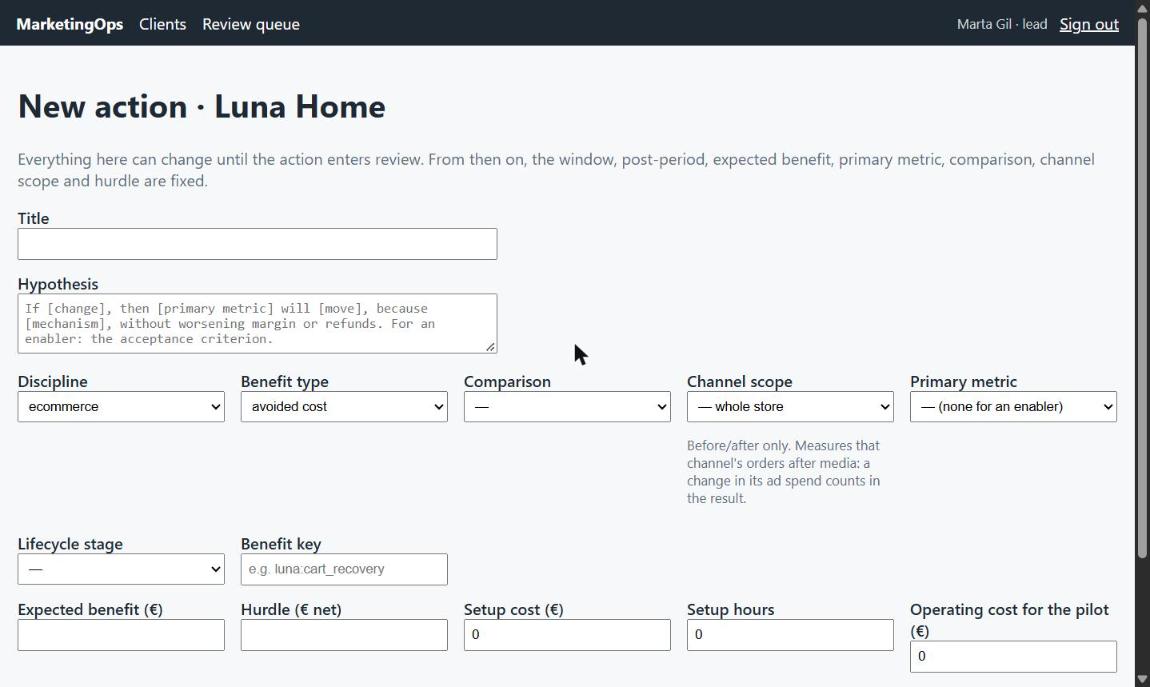 MarketingOps Clients Review queue Marta Gil · lead Sign out
New action · Luna Home
Everything here can change until the action enters review. From then on, the window, post-period, expected benefit, primary metric, comparison, channel
scope and hurdle are fixed.
Title
Hypothesis
If [change], then [primary metric] will [move], because
[mechanism], without worsening margin or refunds. For an
enabler: the acceptance criterion.
Discipline Benefit type Comparison Channel scope Primary metric
ecommerce avoided cost — — whole store — (none for an enabler)
Before/after only. Measures that
channel's orders after media: a
change in its ad spend counts in
the result.
Lifecycle stage Benefit key
— e.g. luna:cart_recovery
Expected benefit (€) Hurdle (€ net) Setup cost (€) Setup hours Operating cost for the pilot
(€)
0 0 0